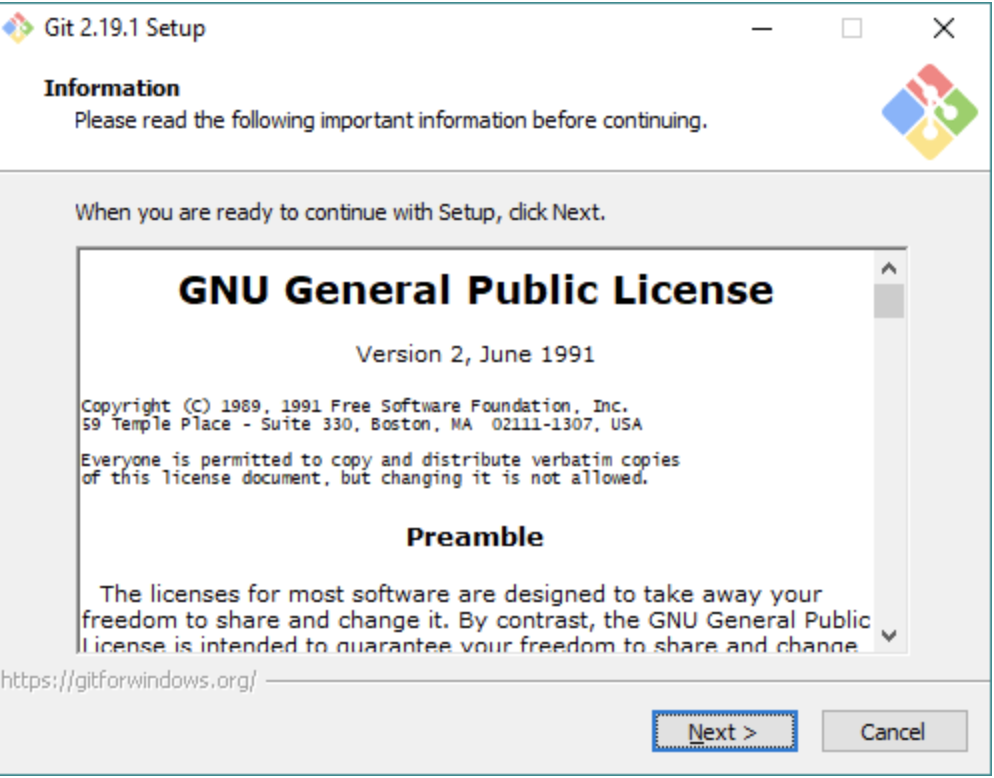 Git 2.19.1 Setup
Information
Please read the following important information before continuing.
When you are ready to continue with Setup, click Next.
GNU General Public License
Version 2, June 1991
Copyright (C) 1989, 1991 Free Software Foundation, Inc.
59 Temple Place - Suite 330, Boston, MA  02111-1307, USA
Everyone is permitted to copy and distribute verbatim copies
of this license document, but changing it is not allowed.
Preamble
The licenses for most software are designed to take away your
freedom to share and change it. By contrast, the GNU General Public
License is intended to guarantee your freedom to share and change
https://gitforwindows.org/
Next >
Cancel